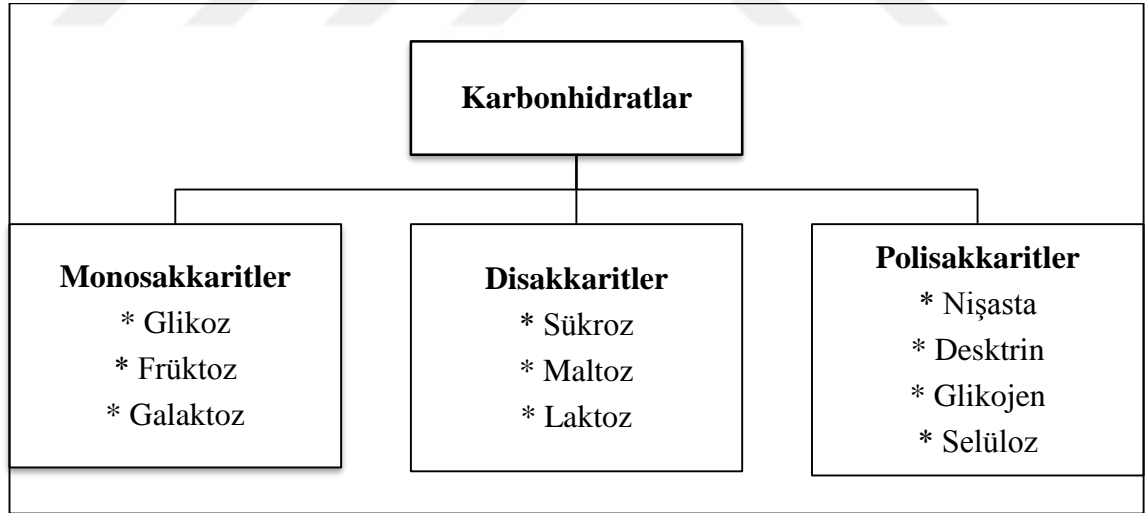 Karbonhidratlar
Monosakkaritler
* Glikoz
* Früktoz
* Galaktoz
Disakkaritler
* Sükroz
* Maltoz
* Laktoz
Polisakkaritler
* Nişasta
* Desktrin
* Glikojen
* Selüloz